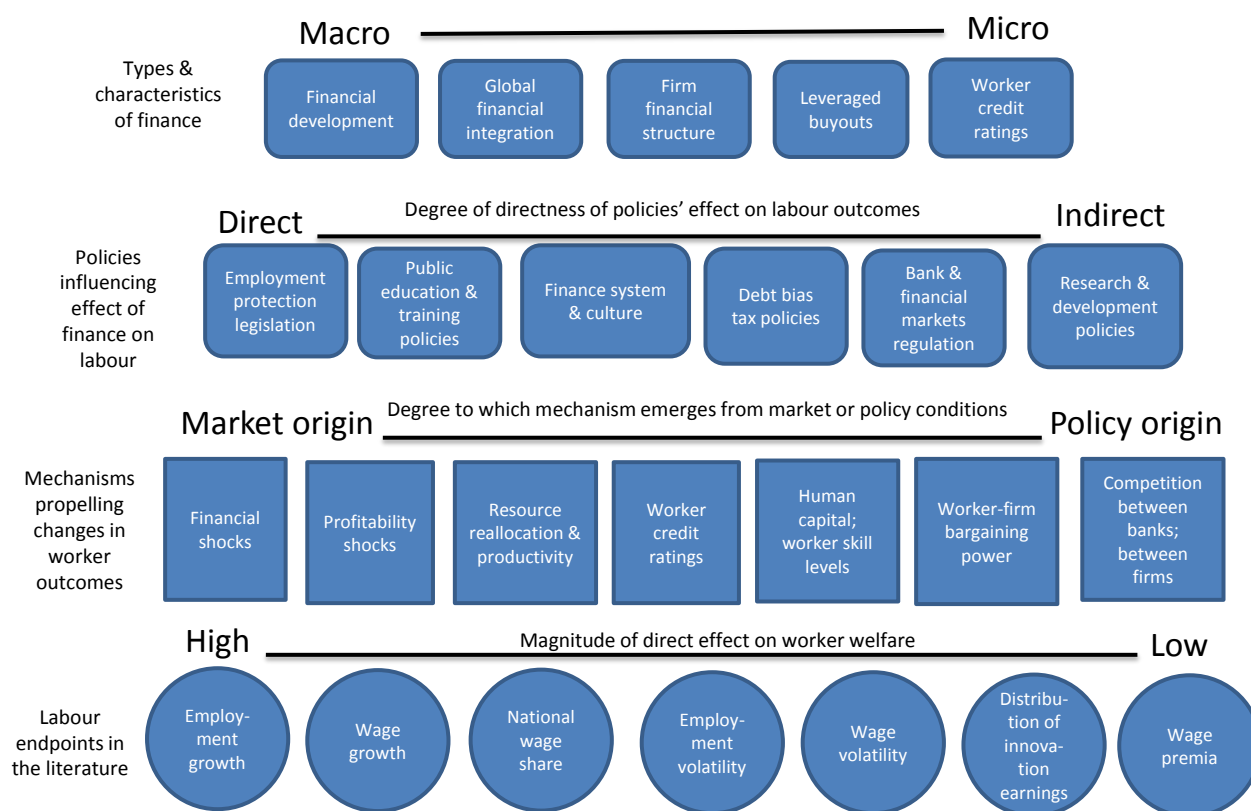 Macro
Micro
Types &
characteristics
of finance
Financial
development
Global
financial
integration
Firm
financial
structure
Leveraged
buyouts
Worker
credit
ratings
Direct
Degree of directness of policies' effect on labour outcomes
Indirect
Policies
influencing
effect of
finance on
labour
Employment
protection
legislation
Public
education &
training
policies
Finance system
& culture
Debt bias
tax policies
Bank &
financial
markets
regulation
Research &
development
policies
Market origin
Degree to which mechanism emerges from market or policy conditions
Policy origin
Mechanisms
propelling
changes in
worker
outcomes
Financial
shocks
Profitability
shocks
Resource
reallocation &
productivity
Worker
credit
ratings
Human
capital;
worker skill
levels
Worker-firm
bargaining
power
Competition
between
banks;
between
firms
High
Magnitude of direct effect on worker welfare
Low
Labour
endpoints in
the literature
Employ-
ment
growth
Wage
growth
National
wage
share
Employ-
ment
volatility
Wage
volatility
Distribu-
tion of
innova-
tion
earnings
Wage
premia